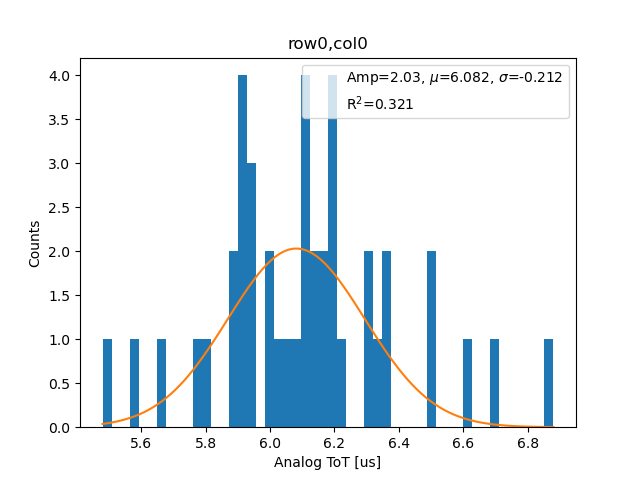 row0,col0
Amp=2.03, μ=6.082, σ=-0.212
R²=0.321
4.0
3.5
3.0
2.5
2.0
1.5
1.0
0.5
0.0
Counts
5.6 5.8 6.0 6.2 6.4 6.6 6.8
Analog ToT [us]